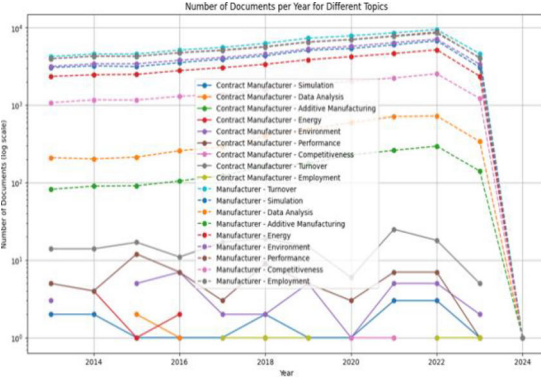 Number of Documents per Year for Different Topics
10⁴
10³
10²
10¹
10⁰
Number of Documents (log scale)
Contract Manufacturer - Simulation
Contract Manufacturer - Data Analysis
Contract Manufacturer - Additive Manufacturing
Contract Manufacturer - Energy
Contract Manufacturer - Environment
Contract Manufacturer - Performance
Contract Manufacturer - Competitiveness
Contract Manufacturer - Turnover
Contract Manufacturer - Employment
Manufacturer - Turnover
Manufacturer - Simulation
Manufacturer - Data Analysis
Manufacturer - Additive Manufacturing
Manufacturer - Energy
Manufacturer - Environment
Manufacturer - Performance
Manufacturer - Competitiveness
Manufacturer - Employment
2014 2016 2018 2020 2022 2024
Year